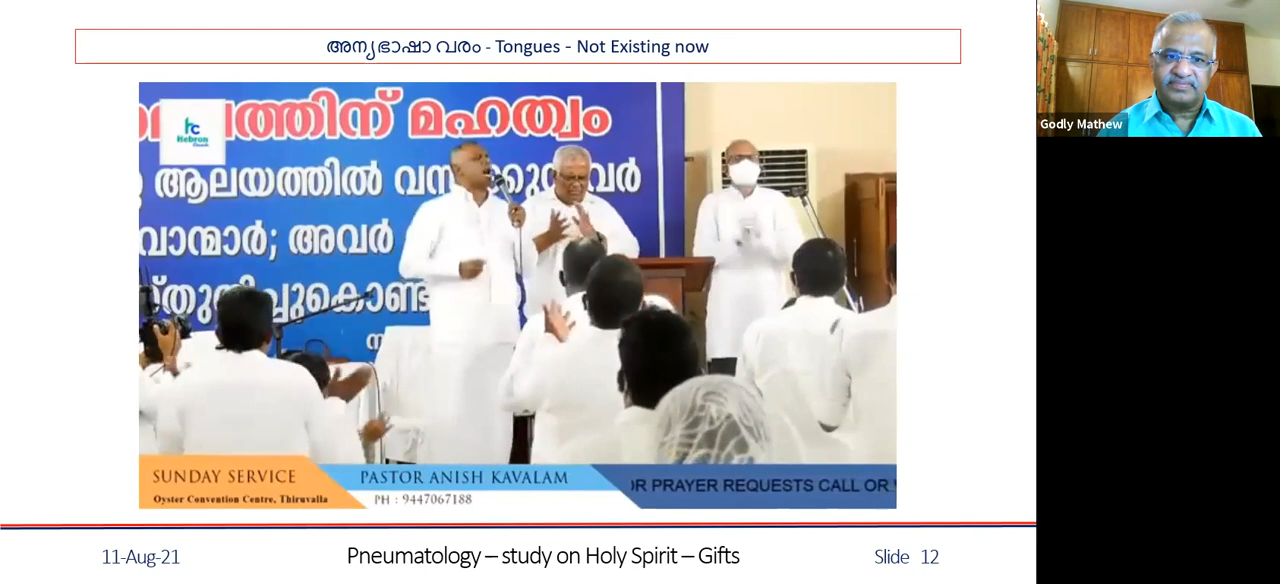 അന്യഭാഷാ വരം - Tongues - Not Existing now
Godly Mathew
hc
Hebron
മഹത്വം
ആലയത്തിൽ
അവർ
SUNDAY SERVICE
Oyster Convention Centre, Thiruvalla
PASTOR ANISH KAVALAM
PH : 9447067188
PRAYER REQUESTS CALL OR
11-Aug-21
Pneumatology – study on Holy Spirit – Gifts
Slide 12